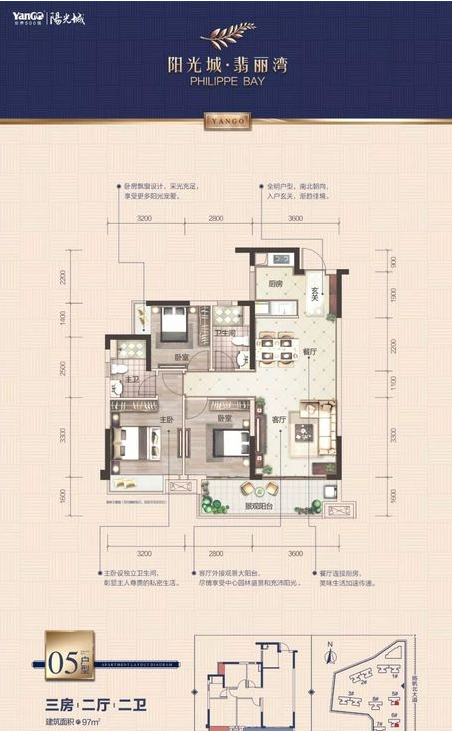 YanGo 陽光城
世界500强
阳光城·翡丽湾
PHILIPPE BAY
YANGO
卧房飘窗设计，采光充足，
享受更多阳光宠爱。
全明户型，南北朝向，
入户玄关，渐韵佳境。
3200 2800 3600
2200 1400 2500 3300 1600
900 1900 2200 1100 3300 1600
厨房
玄关
卫生间
卧室
餐厅
主卫
主卧
卧室
客厅
景观阳台
3200 2800 3600
主卧设独立卫生间，
彰显主人尊贵的私密生活。
客厅外接观景大阳台，
尽情享受中心园林盛景和充沛阳光。
餐厅连接厨房，
美味生活加速传递。
05 户型
APARTMENT LAYOUT DIAGRAM
三房|二厅|二卫
建筑面积 97m²
N